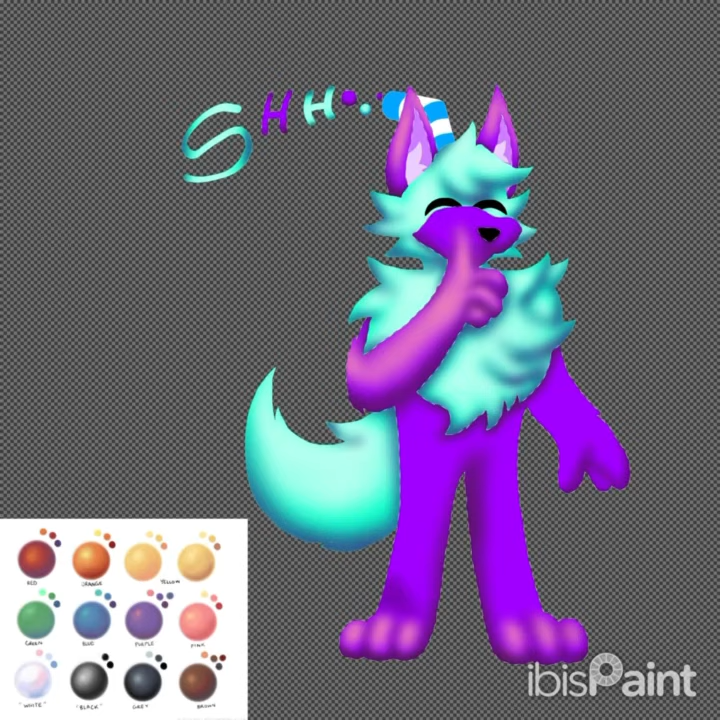 SHH..
RED ORANGE YELLOW
GREEN BLUE PURPLE PINK
"WHITE" "BLACK" GREY BROWN
ibisPaint